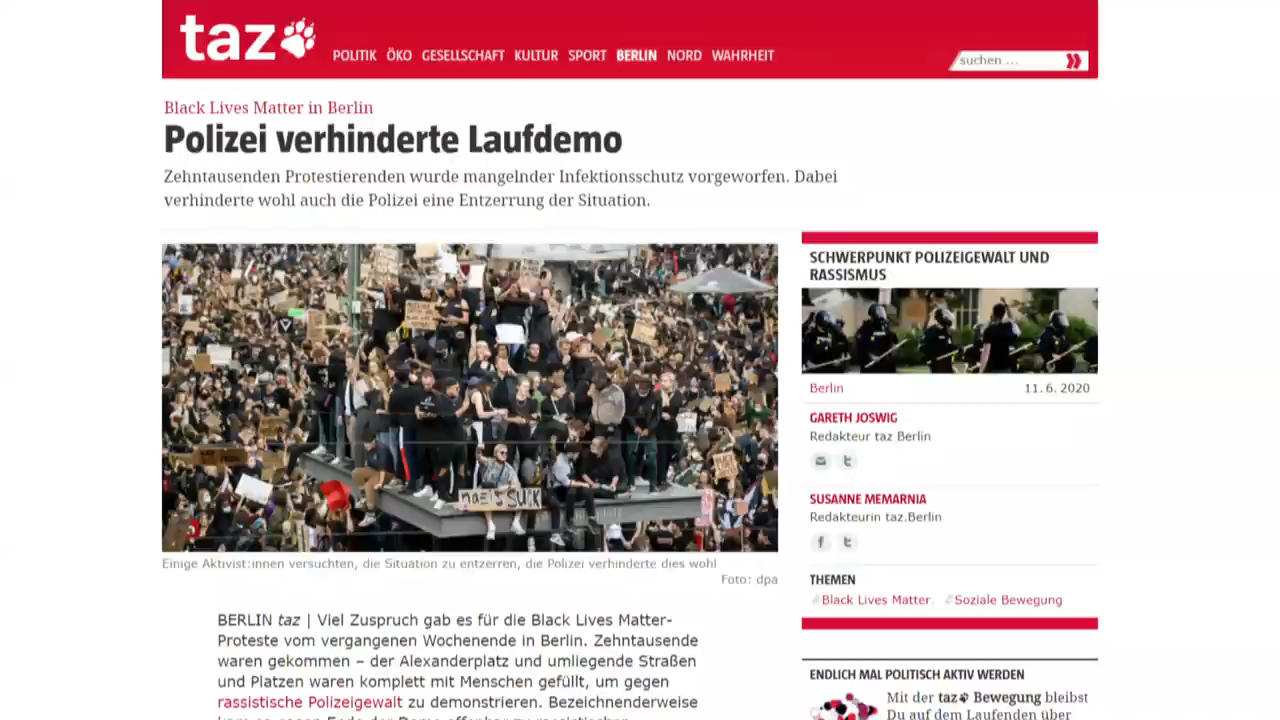 taz
POLITIK ÖKO GESELLSCHAFT KULTUR SPORT BERLIN NORD WAHRHEIT
suchen ...
Black Lives Matter in Berlin
Polizei verhinderte Laufdemo
Zehntausenden Protestierenden wurde mangelnder Infektionsschutz vorgeworfen. Dabei
verhinderte wohl auch die Polizei eine Entzerrung der Situation.
NAZIS SUCK
Einige Aktivist:innen versuchten, die Situation zu entzerren, die Polizei verhinderte dies wohl
Foto: dpa
BERLIN taz | Viel Zuspruch gab es für die Black Lives Matter-
Proteste vom vergangenen Wochenende in Berlin. Zehntausende
waren gekommen – der Alexanderplatz und umliegende Straßen
und Platzen waren komplett mit Menschen gefüllt, um gegen
rassistische Polizeigewalt zu demonstrieren. Bezeichnenderweise
SCHWERPUNKT POLIZEIGEWALT UND
RASSISMUS
Berlin 11. 6. 2020
GARETH JOSWIG
Redakteur taz Berlin
SUSANNE MEMARNIA
Redakteurin taz.Berlin
THEMEN
#Black Lives Matter, #Soziale Bewegung
ENDLICH MAL POLITISCH AKTIV WERDEN
Mit der taz Bewegung bleibst
Du auf dem Laufenden über